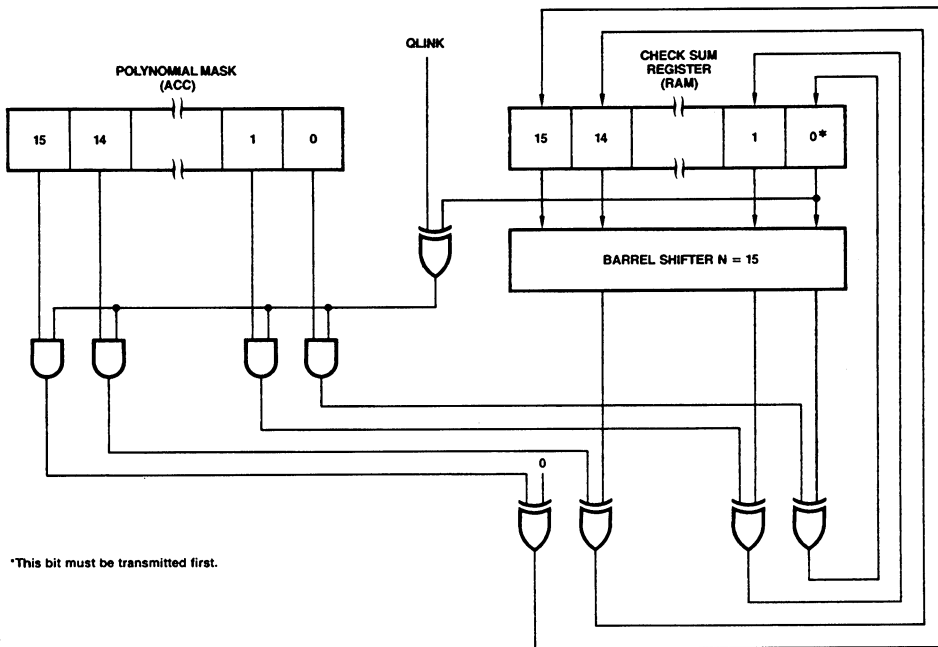 QLINK
POLYNOMIAL MASK
(ACC)
CHECK SUM
REGISTER
(RAM)
15 14 1 0
15 14 1 0*
BARREL SHIFTER N = 15
0
*This bit must be transmitted first.